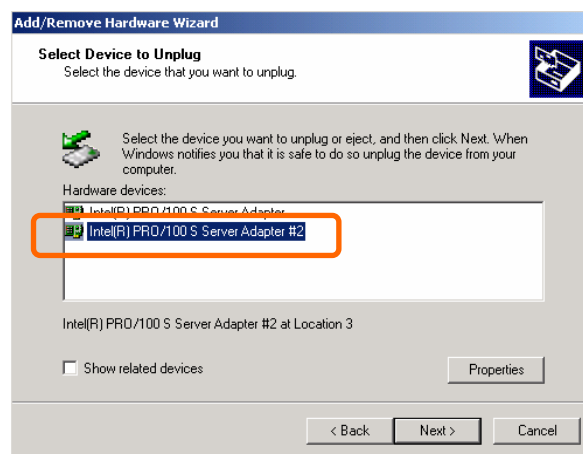 Add/Remove Hardware Wizard
Select Device to Unplug
Select the device that you want to unplug.
Select the device you want to unplug or eject, and then click Next. When
Windows notifies you that it is safe to do so unplug the device from your
computer.
Hardware devices:
Intel(R) PRO/100 S Server Adapter
Intel(R) PRO/100 S Server Adapter #2
Intel(R) PRO/100 S Server Adapter #2 at Location 3
Show related devices
Properties
< Back
Next >
Cancel